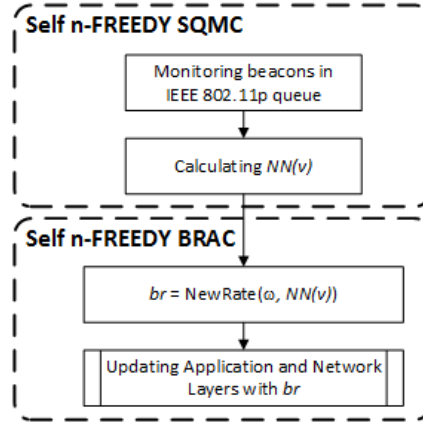 Self n-FREEDY SQMC
Monitoring beacons in
IEEE 802.11p queue
Calculating NN(v)
Self n-FREEDY BRAC
br = NewRate(ω, NN(v))
Updating Application and Network
Layers with br